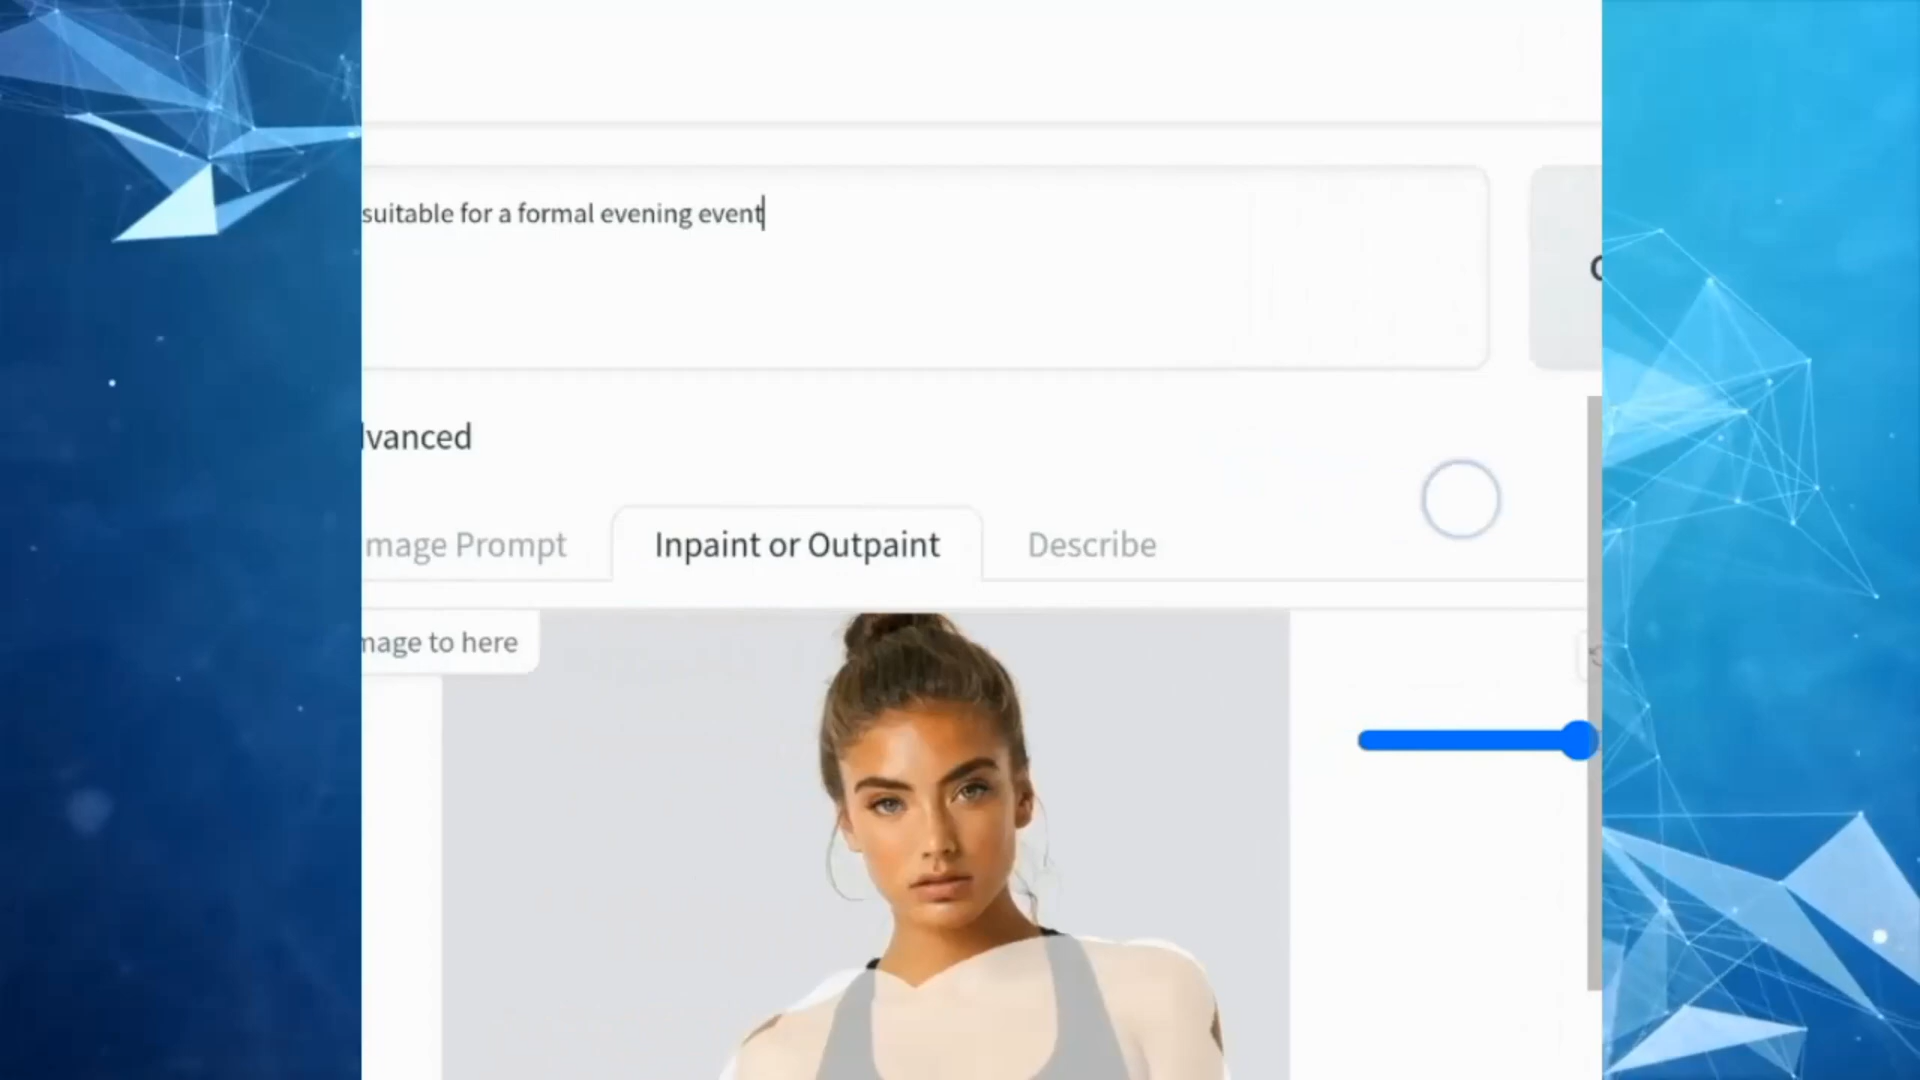 suitable for a formal evening event
dvanced
mage Prompt
Inpaint or Outpaint
Describe
mage to here